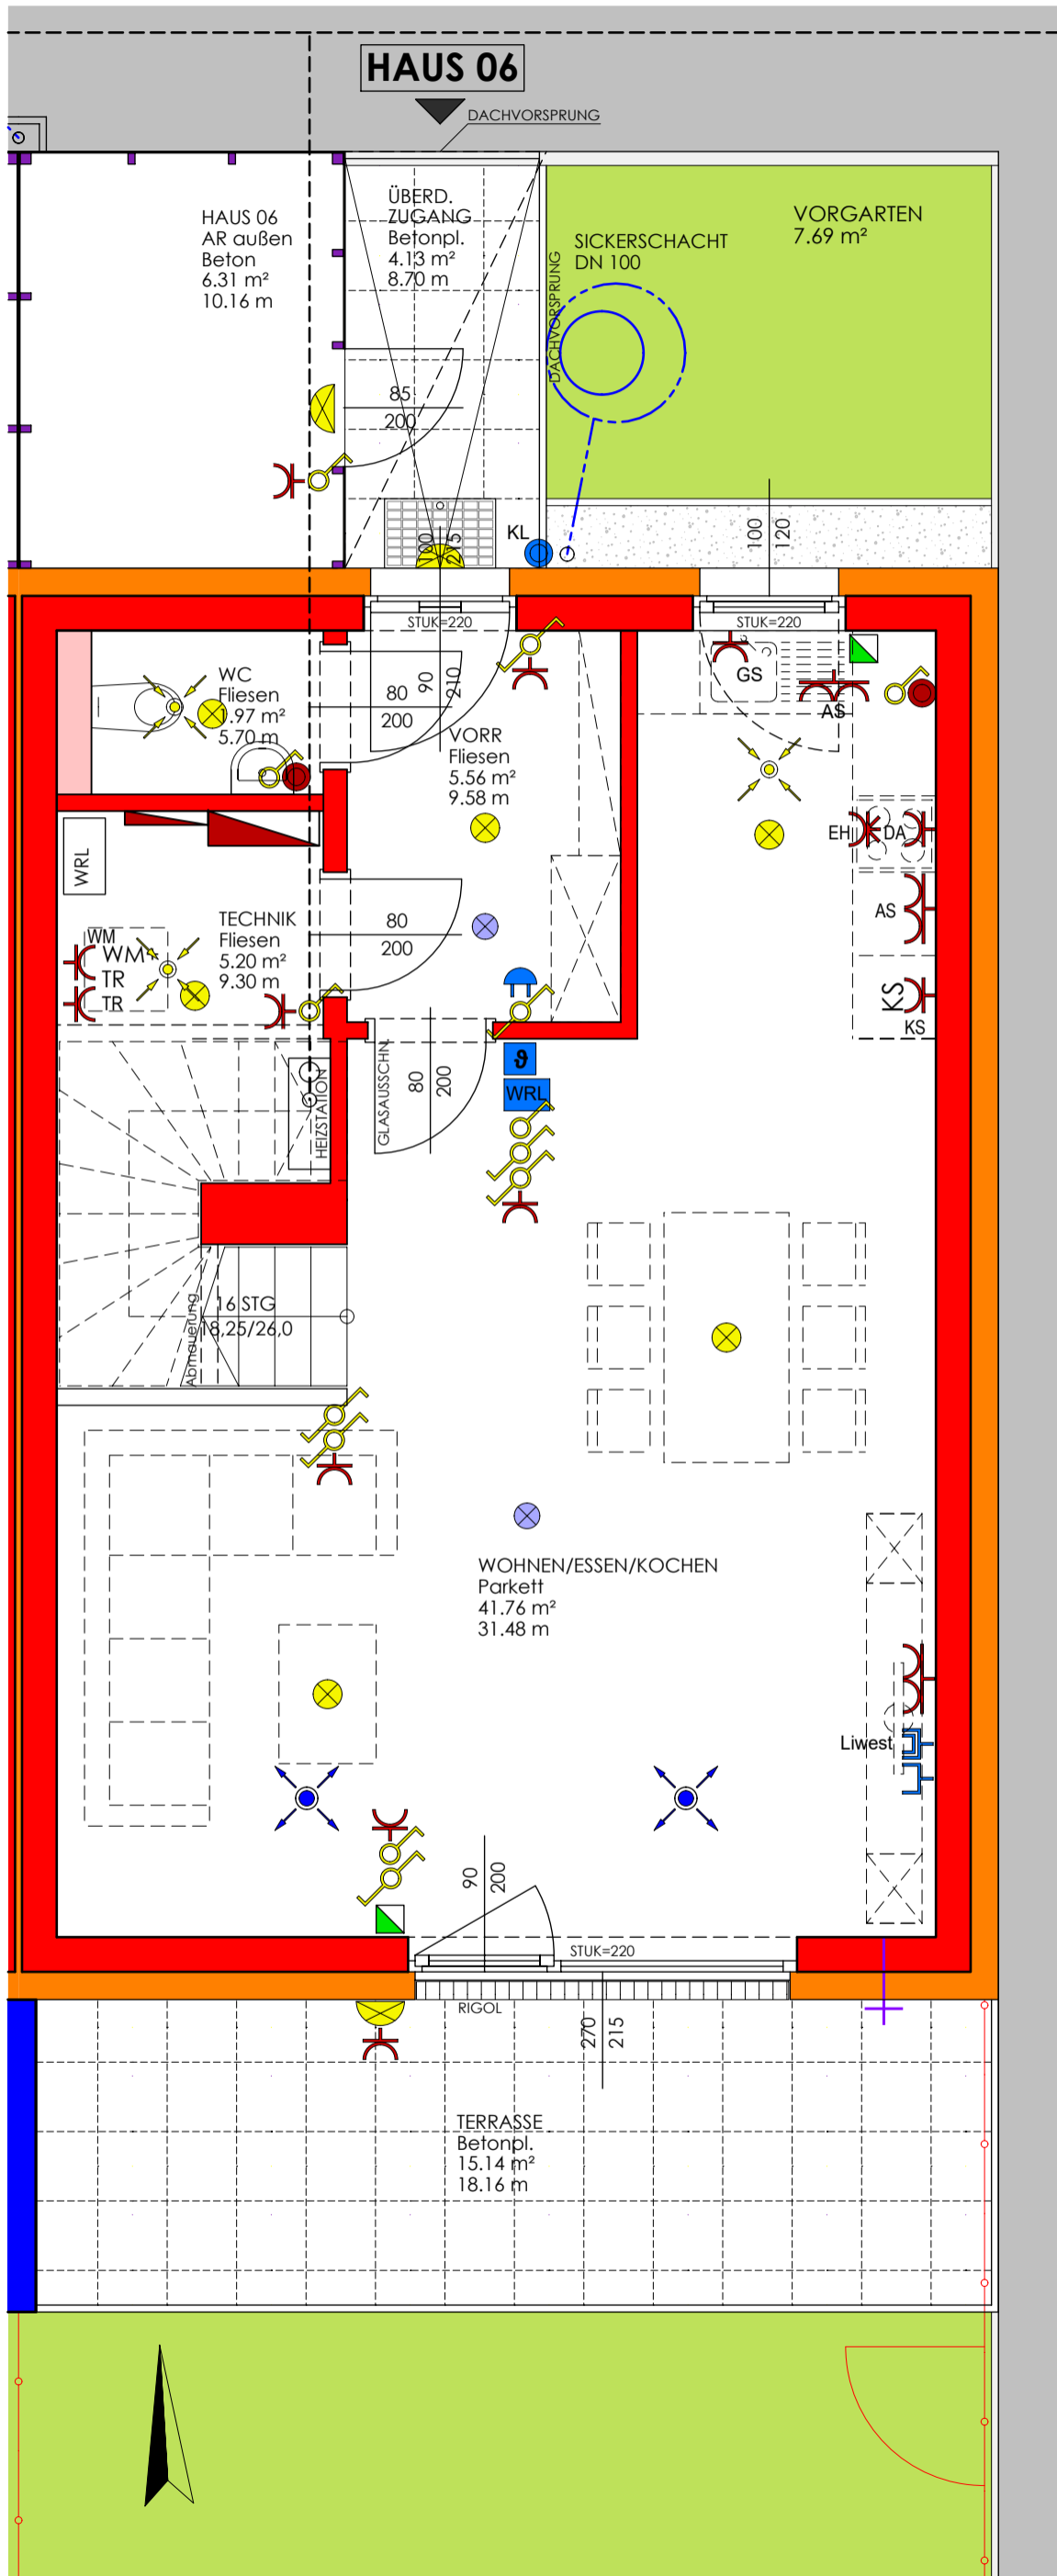 HAUS 06
DACHVORSPRUNG
HAUS 06
AR außen
Beton
6.31 m²
10.16 m
ÜBERD.
ZUGANG
Betonpl.
4.13 m²
8.70 m
VORGARTEN
7.69 m²
SICKERSCHACHT
DN 100
DACHVORSPRUNG
85
200
KL
100
215
100
120
STUK=220
STUK=220
WC
Fliesen
.97 m²
5.70 m
80
200
90
210
VORR
Fliesen
5.56 m²
9.58 m
GS
AS
EH
DA
AS
KS
KS
WRL
TECHNIK
Fliesen
5.20 m²
9.30 m
WM
WM
TR
TR
80
200
HEIZSTATION
GLASAUSSCHN.
80
200
ϑ
WRL
Abmauerung
16 STG
18,25/26,0
WOHNEN/ESSEN/KOCHEN
Parkett
41.76 m²
31.48 m
Liwest
90
200
STUK=220
RIGOL
270
215
TERRASSE
Betonpl.
15.14 m²
18.16 m